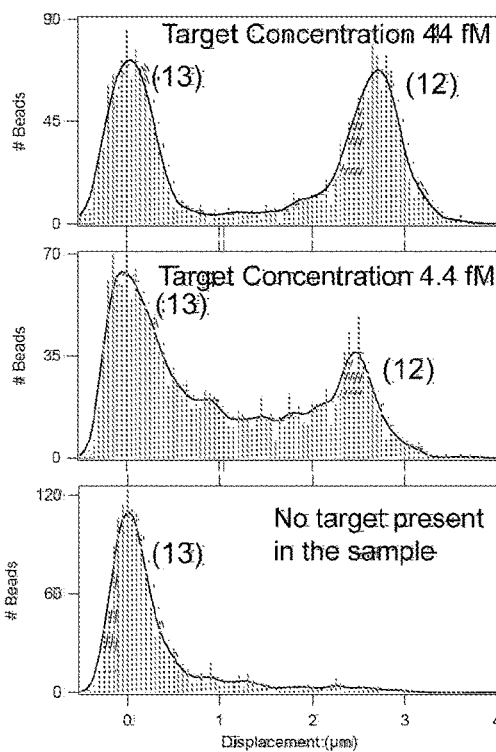 Target Concentration 44 fM
90
(13)
(12)
45
# Beads
0
70
Target Concentration 4.4 fM
(13)
35
(12)
# Beads
0
120
No target present
in the sample
(13)
60
# Beads
0
0 1 2 3 4
Displacement (µm)